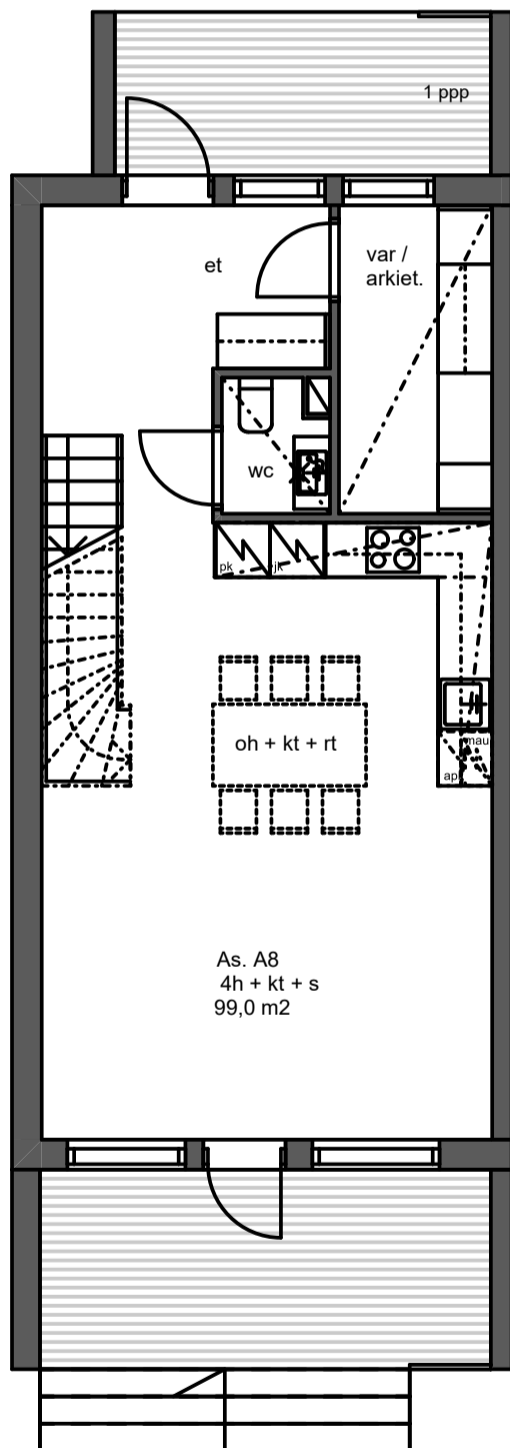 1 ppp
et
var /
arkiet.
wc
pk
jk
oh + kt + rt
mau
apk
As. A8
4h + kt + s
99,0 m2